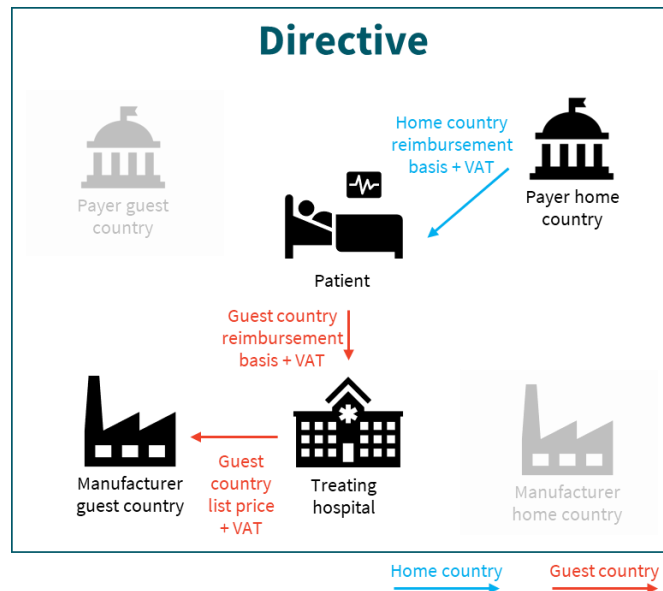 Directive
Home country
reimbursement
basis + VAT
Payer guest
country
Payer home
country
Patient
Guest country
reimbursement
basis + VAT
Manufacturer
guest country
Guest
country
list price
+ VAT
Treating
hospital
Manufacturer
home country
Home country
Guest country